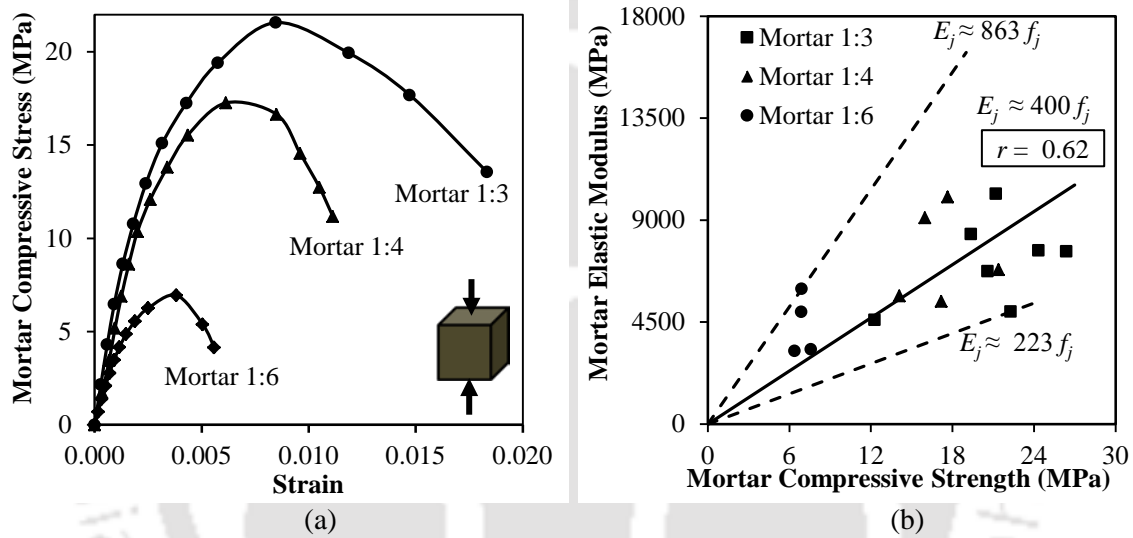 Mortar Compressive Stress (MPa)
20
15
10
5
0
0.000
0.005
0.010
0.015
0.020
Strain
Mortar 1:3
Mortar 1:4
Mortar 1:6
(a)
Mortar Elastic Modulus (MPa)
18000
13500
9000
4500
0
0
6
12
18
24
30
Mortar Compressive Strength (MPa)
Mortar 1:3
Mortar 1:4
Mortar 1:6
E_j ≈ 863 f_j
E_j ≈ 400 f_j
r = 0.62
E_j ≈ 223 f_j
(b)